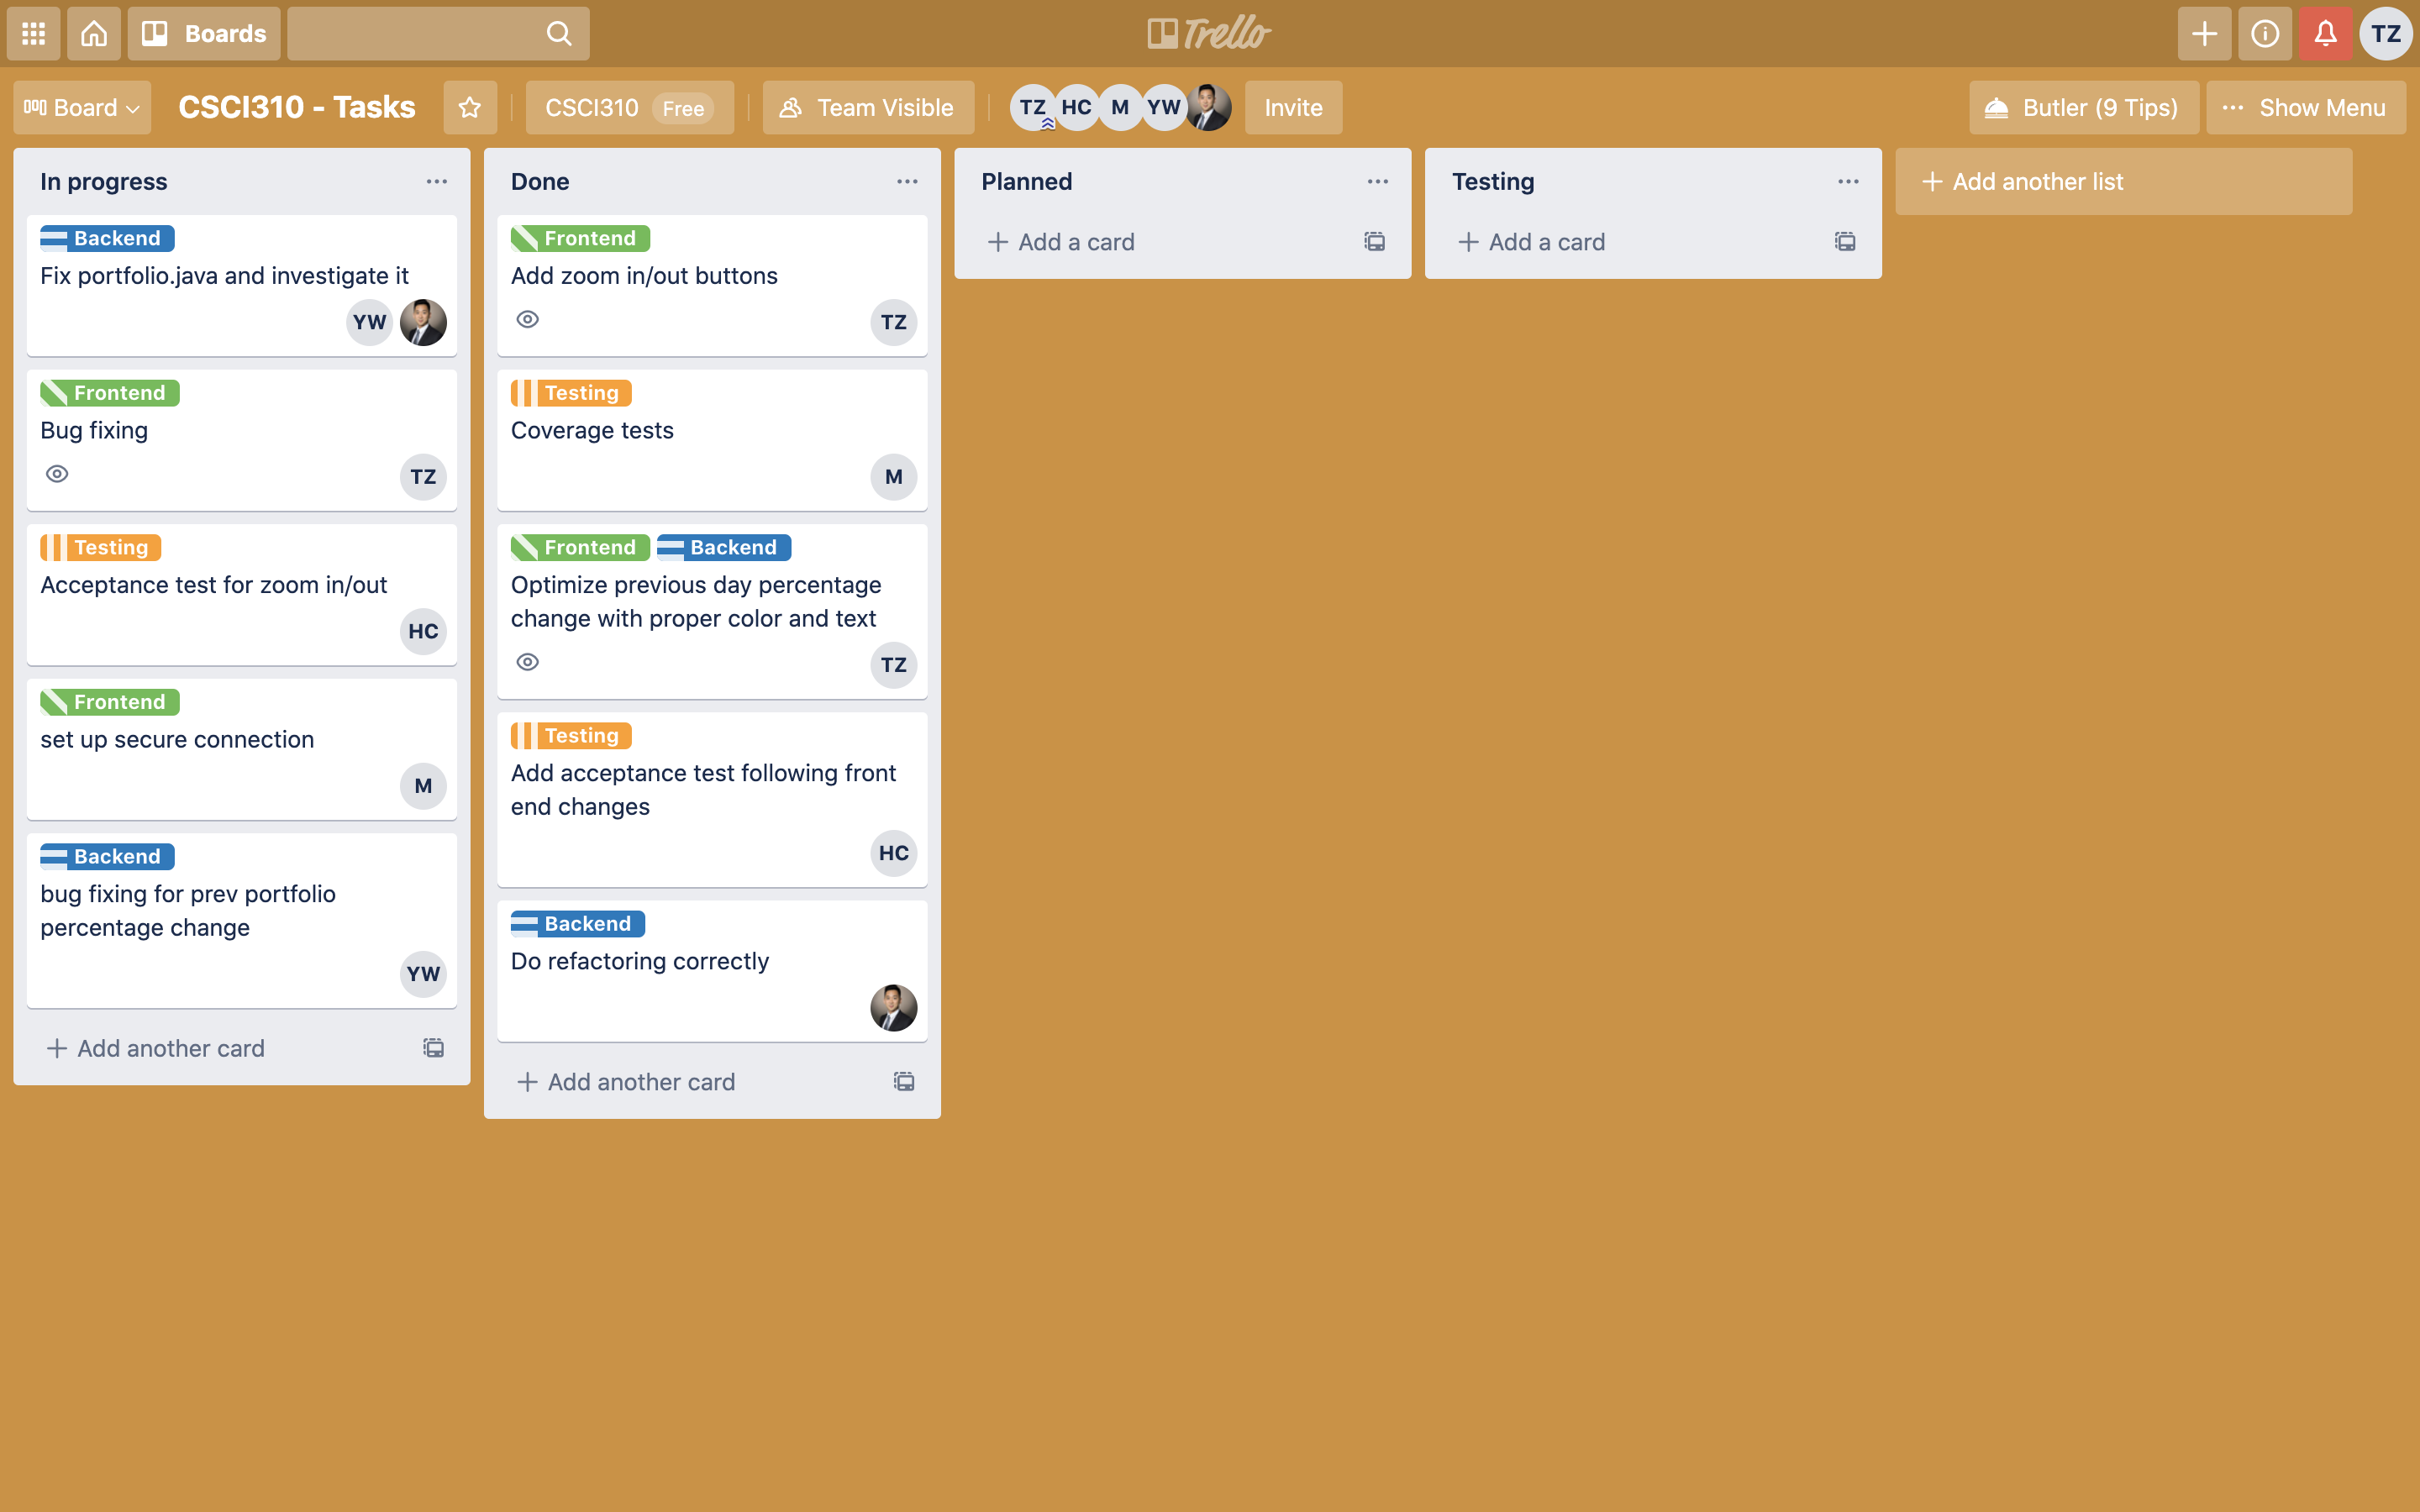 Boards
Trello
TZ
Board
CSCI310 - Tasks
CSCI310 Free
Team Visible
TZ HC M YW
Invite
Butler (9 Tips)
Show Menu
In progress
Backend
Fix portfolio.java and investigate it
YW
Frontend
Bug fixing
TZ
Testing
Acceptance test for zoom in/out
HC
Frontend
set up secure connection
M
Backend
bug fixing for prev portfolio
percentage change
YW
Add another card
Done
Frontend
Add zoom in/out buttons
TZ
Testing
Coverage tests
M
Frontend Backend
Optimize previous day percentage
change with proper color and text
TZ
Testing
Add acceptance test following front
end changes
HC
Backend
Do refactoring correctly
Add another card
Planned
Add a card
Testing
Add a card
Add another list